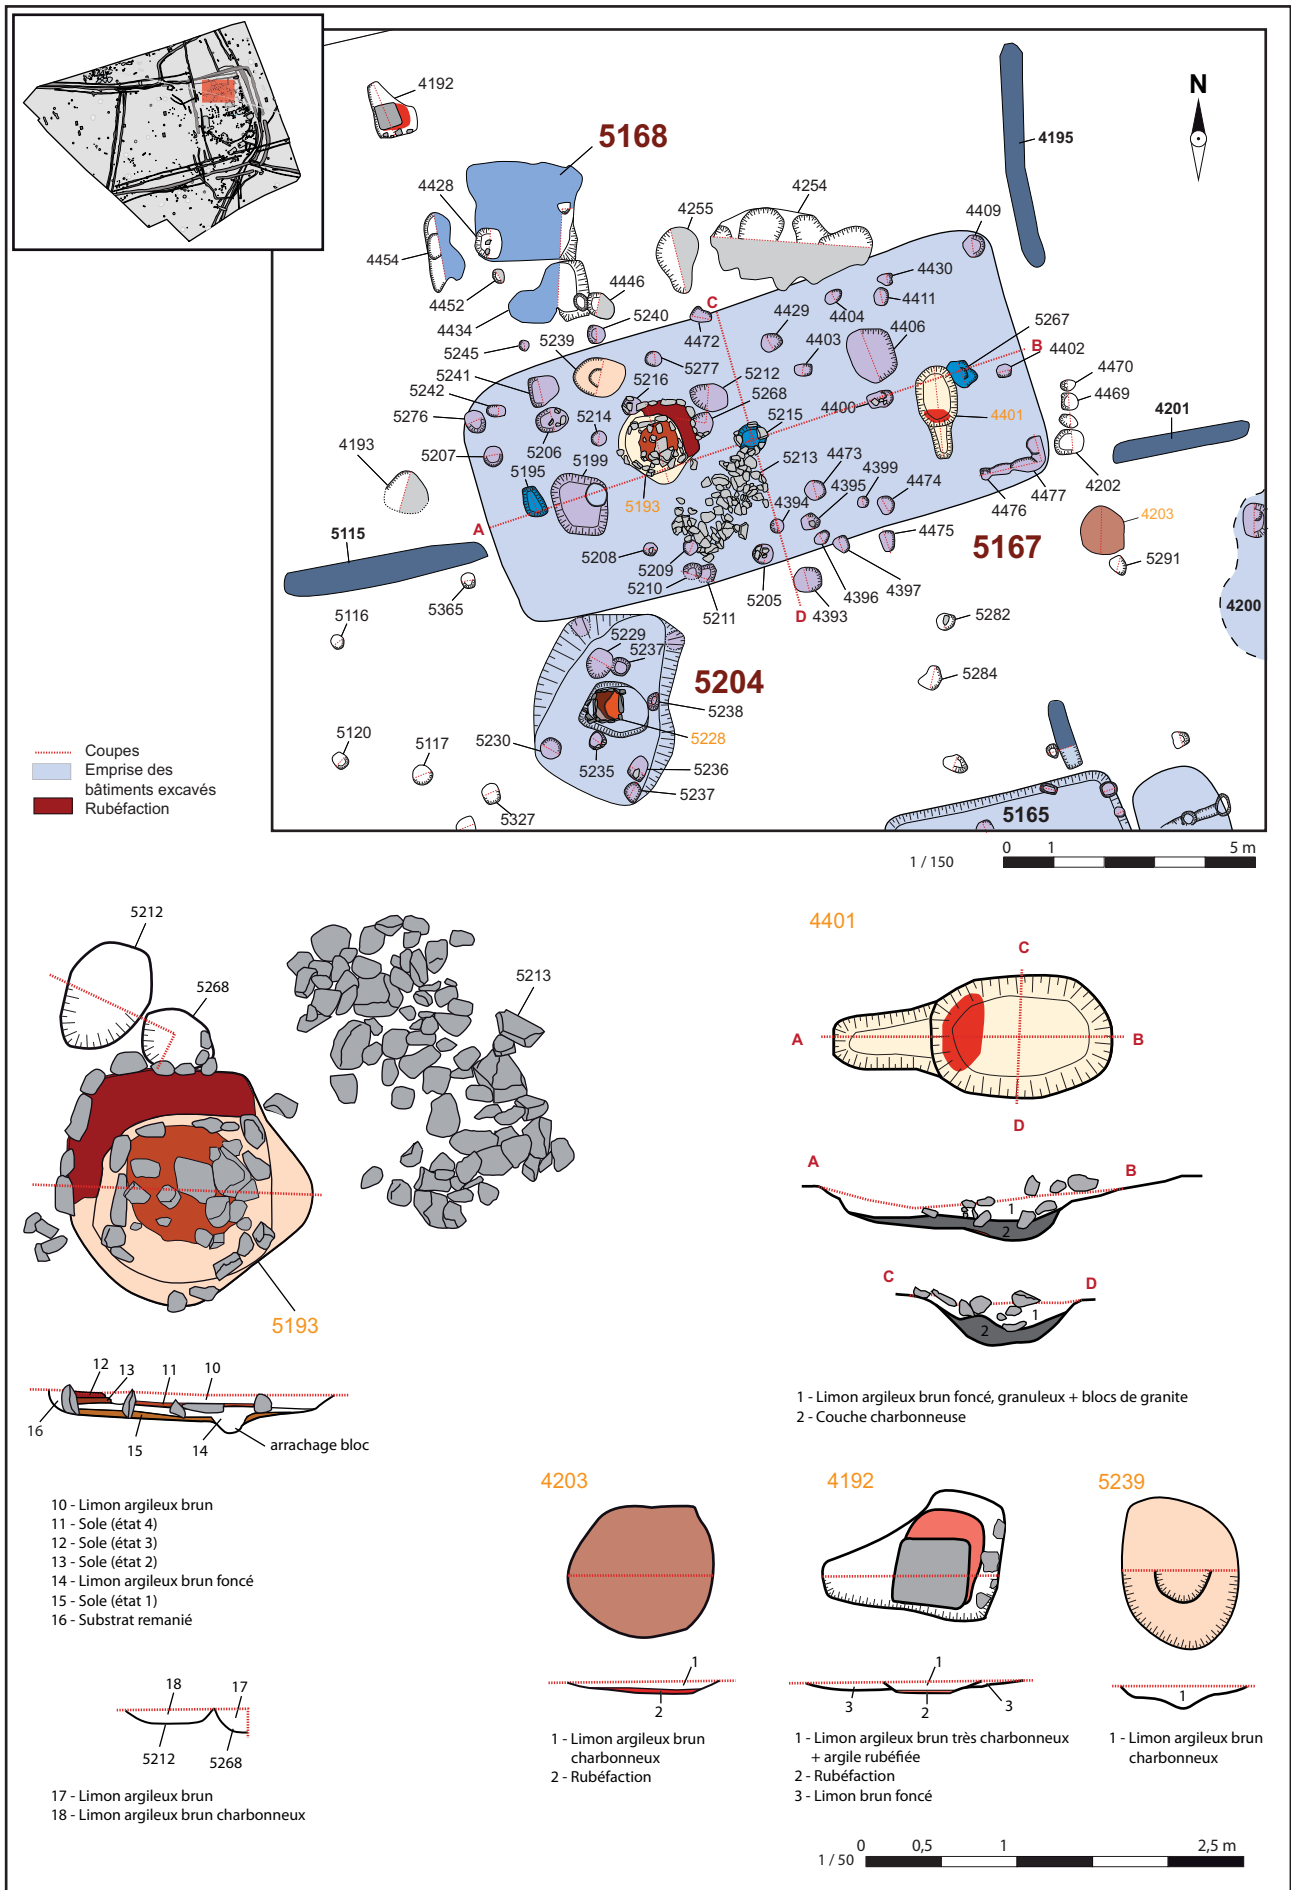 4192
5168
N
4195
4428
4254
4255
4409
4454
4430
4452
4446
C
4429
4404
4411
4434
5240
4472
4403
4406
5267
5245
5239
5277
B
4402
5241
5216
5212
4470
5242
5268
4400
4469
5276
5214
5215
4401
4201
4193
5206
5213
4473
4399
5207
5195
5199
4395
4474
4202
4477
4394
4476
4203
A
5193
5115
5208
5167
4475
5209
5291
5210
5205
4396
4397
5365
5211
D
4393
5116
4200
5229
5282
5237
5204
5284
5238
5228
5120
5117
5230
5235
5236
5237
5327
5165
Coupes
Emprise des
bâtiments excavés
Rubéfaction
1 / 150
0 1 5 m
5212
5268
5213
5193
12 13 11 10
16
15 14 arrachage bloc
10 - Limon argileux brun
11 - Sole (état 4)
12 - Sole (état 3)
13 - Sole (état 2)
14 - Limon argileux brun foncé
15 - Sole (état 1)
16 - Substrat remanié
18 17
5212 5268
17 - Limon argileux brun
18 - Limon argileux brun charbonneux
4401
C
A B
D
A B
1
2
C D
1
2
1 - Limon argileux brun foncé, granuleux + blocs de granite
2 - Couche charbonneuse
4203
1
2
1 - Limon argileux brun
charbonneux
2 - Rubéfaction
4192
1
3 2 3
1 - Limon argileux brun très charbonneux
+ argile rubéfiée
2 - Rubéfaction
3 - Limon brun foncé
5239
1
1 - Limon argileux brun
charbonneux
1 / 50
0 0,5 1 2,5 m